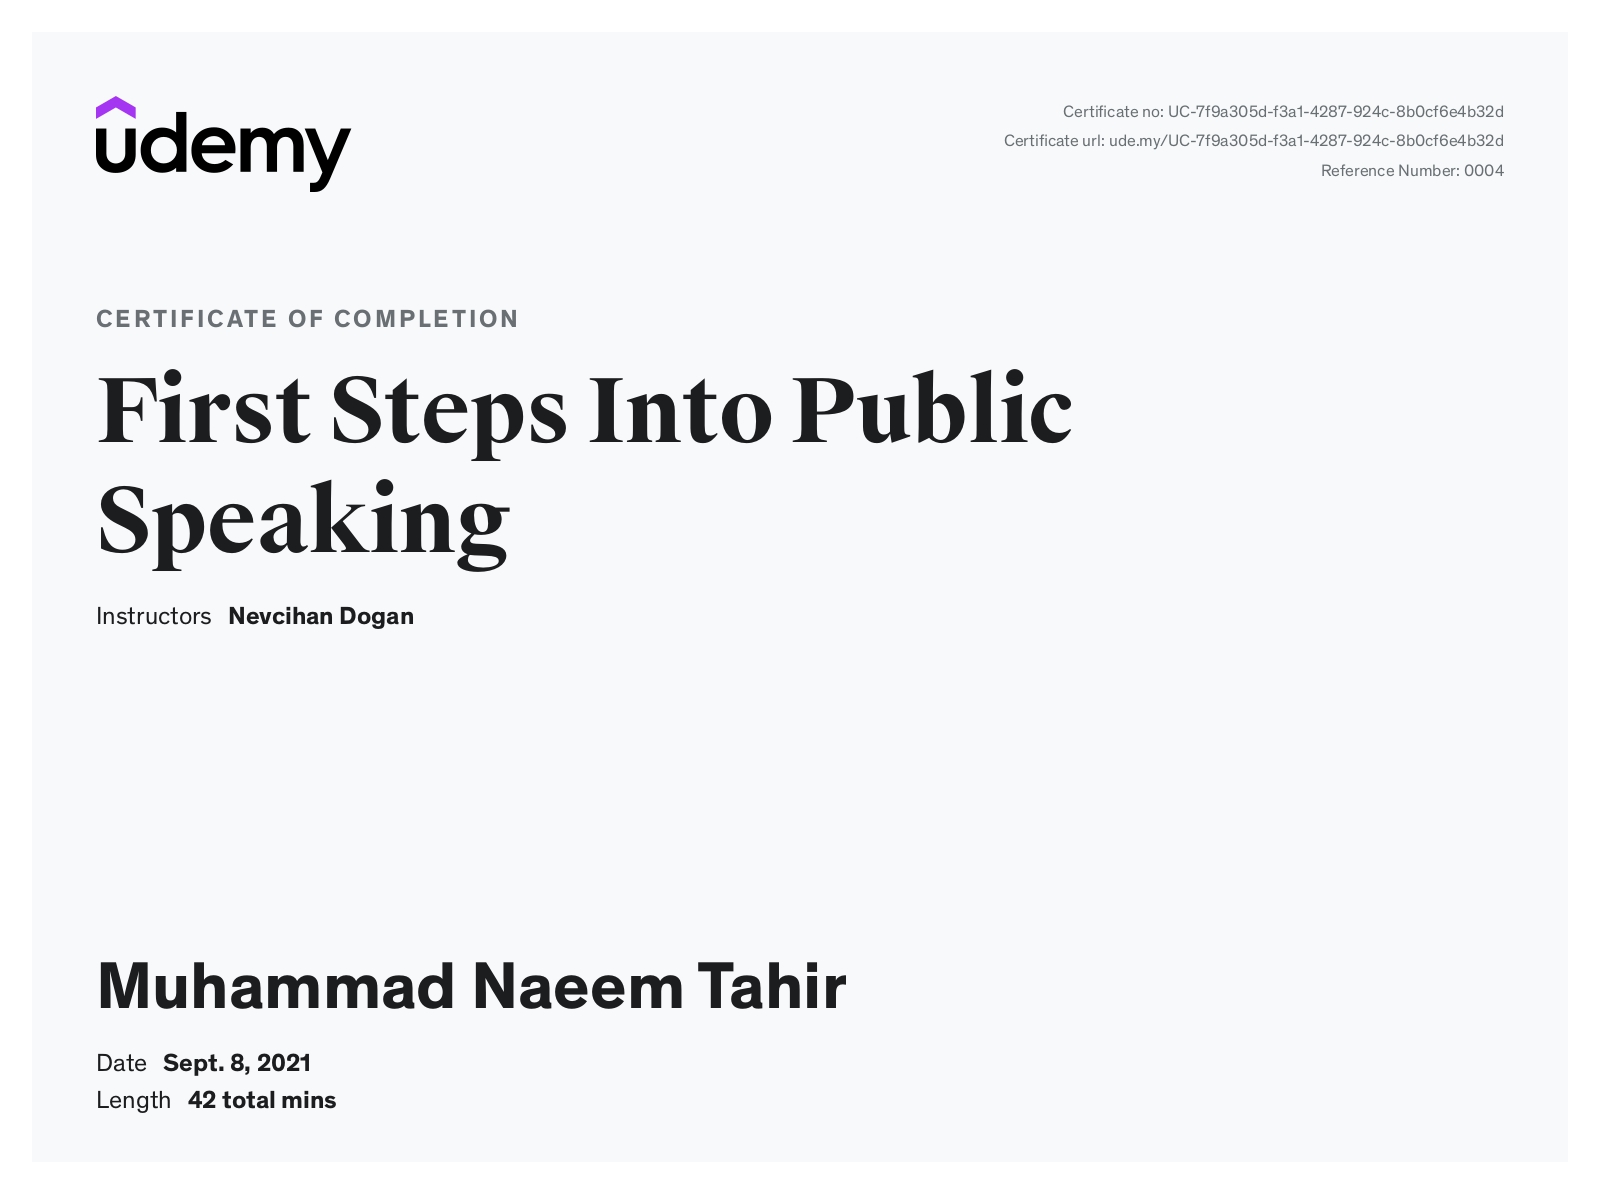 udemy
Certificate no: UC-7f9a305d-f3a1-4287-924c-8b0cf6e4b32d
Certificate url: ude.my/UC-7f9a305d-f3a1-4287-924c-8b0cf6e4b32d
Reference Number: 0004
CERTIFICATE OF COMPLETION
First Steps Into Public
Speaking
Instructors Nevcihan Dogan
Muhammad Naeem Tahir
Date Sept. 8, 2021
Length 42 total mins